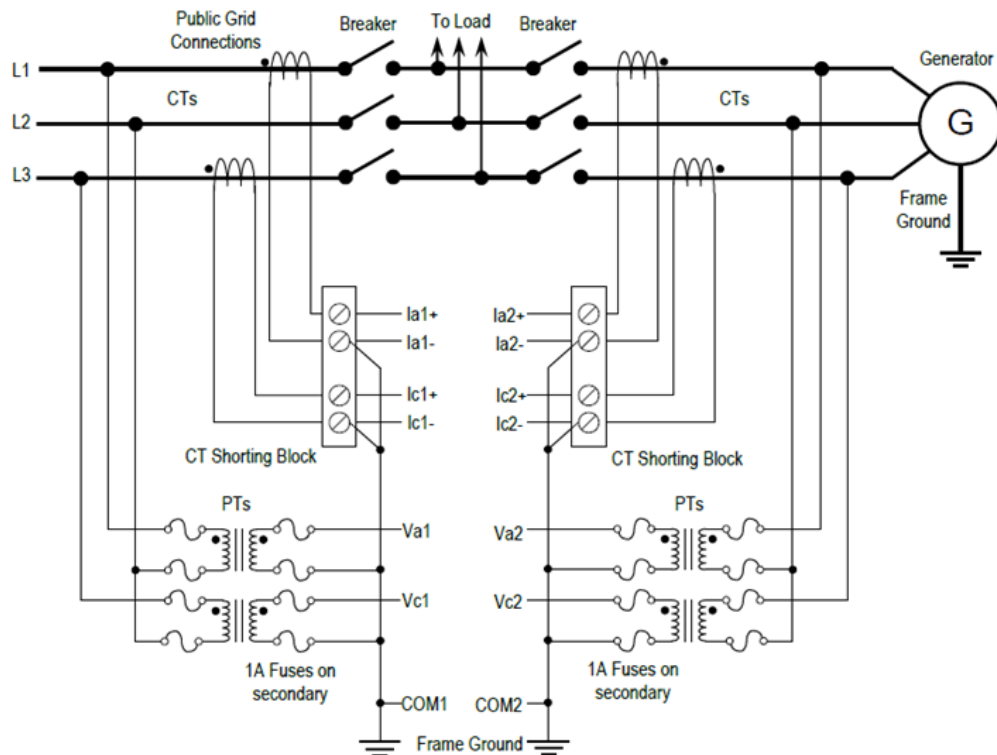 Public Grid
Connections
Breaker
To Load
Breaker
Generator
L1
CTs
CTs
L2
G
L3
Frame
Ground
Ia1+
Ia2+
Ia1-
Ia2-
Ic1+
Ic2+
Ic1-
Ic2-
CT Shorting Block
CT Shorting Block
PTs
PTs
Va1
Va2
Vc1
Vc2
1A Fuses on
secondary
1A Fuses on
secondary
COM1
COM2
Frame Ground